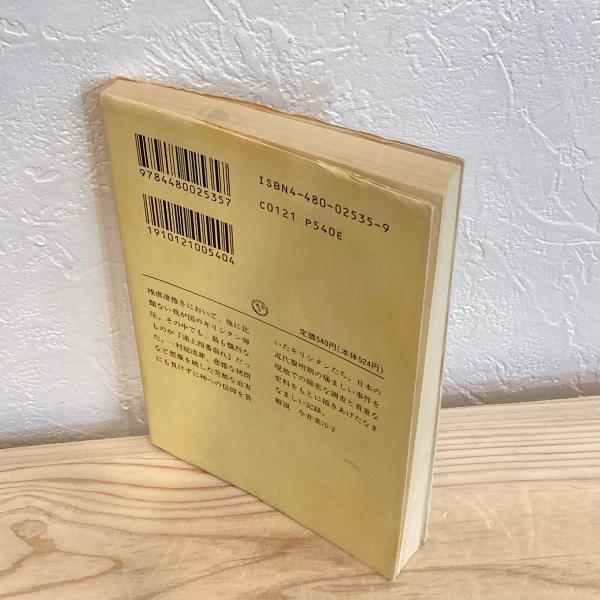 9784480025357
ISBN4-480-02535-9
C0121 P540E
1910121005404
定価540円(本体524円)
残虐凄惨さにおいて、他に比
類ない我が国のキリシタン弾
圧。その中でも、最も熾烈な
ものが「浦上四番崩れ」だっ
た。一村総流罪、悲惨な拷問
など想像を絶した苛酷な迫害
にも負けずに神への信仰を貫
いたキリシタンたち。日本の
近代黎明期の痛ましい事件を
現地での綿密な調査と貴重な
史料をもとに描きあげたなま
なましい記録。
解説 今井美沙子